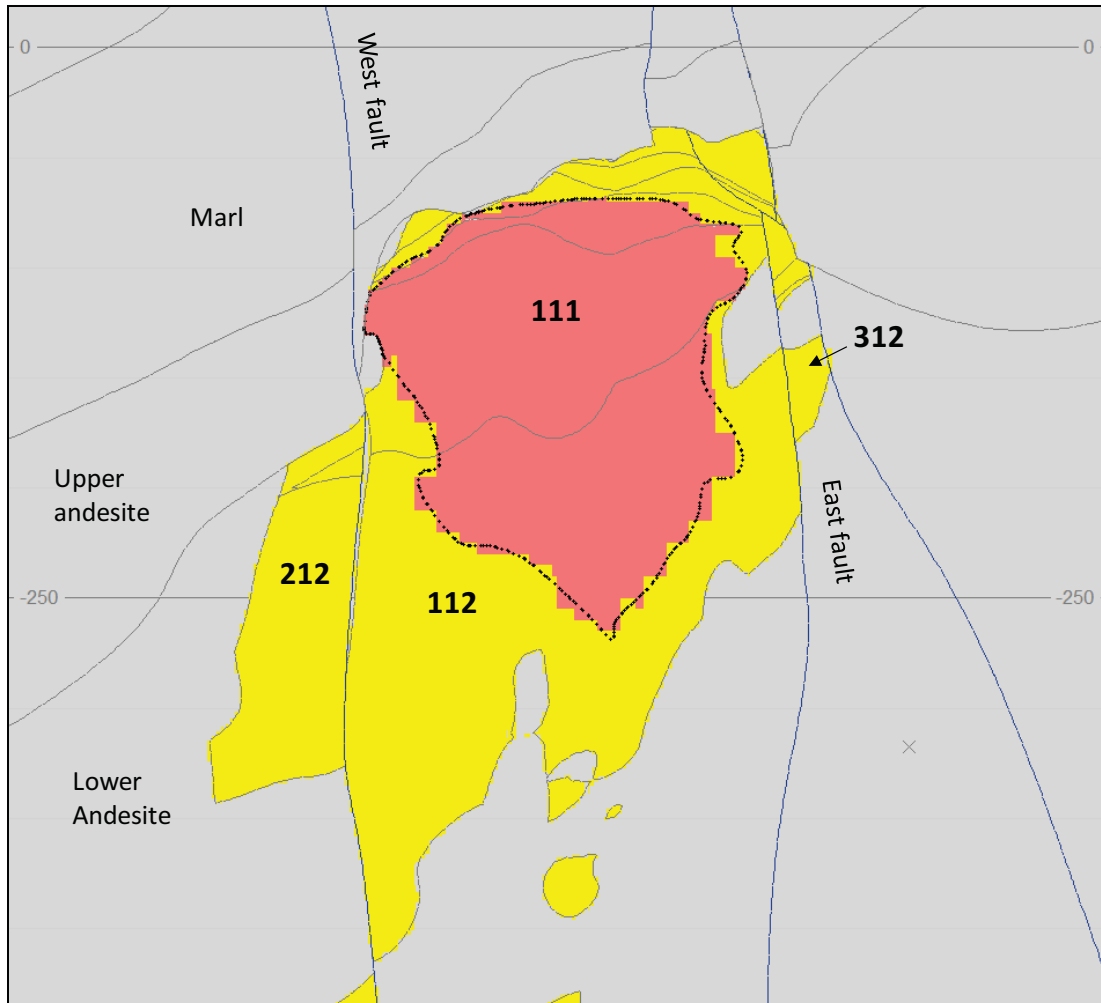 0
0
West fault
Marl
111
312
Upper
andesite
East fault
212
112
-250
-250
Lower
Andesite